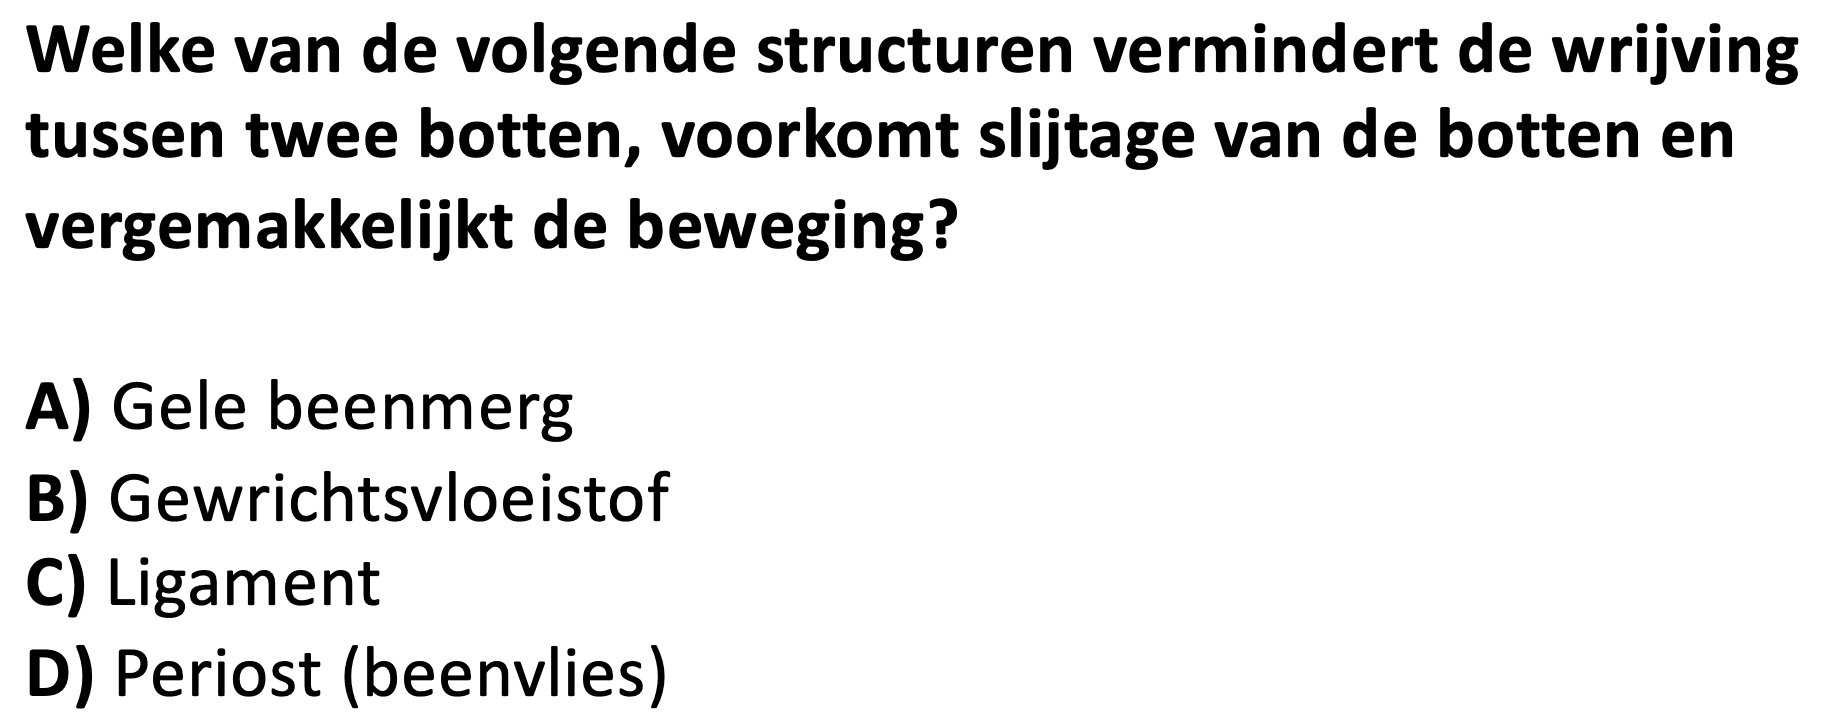 Welke van de volgende structuren vermindert de wrijving
tussen twee botten, voorkomt slijtage van de botten en
vergemakkelijkt de beweging?
A) Gele beenmerg
B) Gewrichtsvloeistof
C) Ligament
D) Periost (beenvlies)